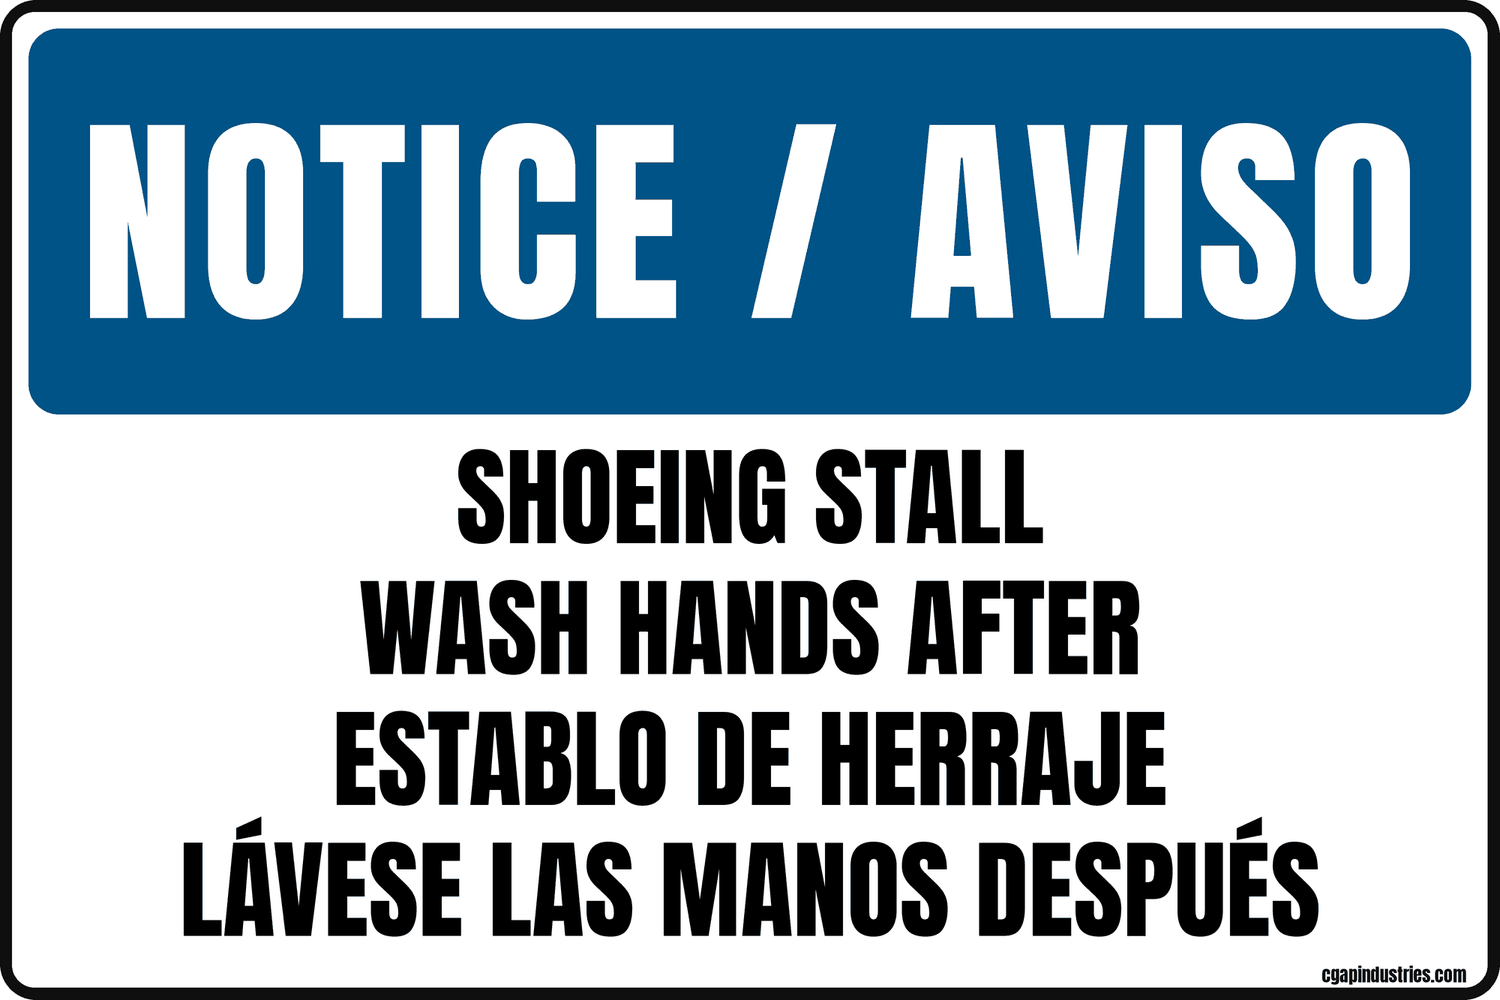 NOTICE / AVISO
SHOEING STALL
WASH HANDS AFTER
ESTABLO DE HERRAJE
LÁVESE LAS MANOS DESPUÉS
cgapindustries.com